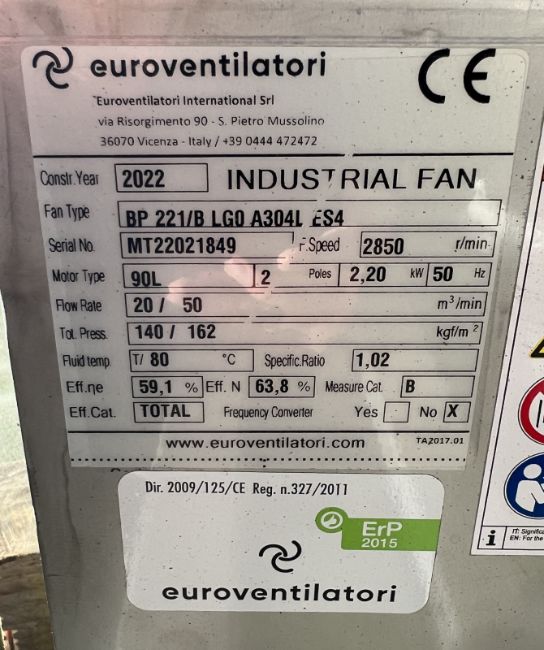 euroventilatori
CE
Euroventilatori International Srl
via Risorgimento 90 - S. Pietro Mussolino
36070 Vicenza - Italy / +39 0444 472472
Constr. Year 2022 INDUSTRIAL FAN
Fan Type BP 221/B LG0 A304L ES4
Serial No. MT22021849 F.Speed 2850 r/min
Motor Type 90L 2 Poles 2,20 kW 50 Hz
Flow Rate 20 / 50 m³/min
Tot. Press. 140 / 162 kgf/m²
Fluid temp. T/ 80 °C Specific.Ratio 1,02
Eff.ηe 59,1 % Eff. N 63,8 % Measure Cat. B
Eff.Cat. TOTAL Frequency Converter Yes No X
www.euroventilatori.com TA2017.01
Dir. 2009/125/CE Reg. n.327/2011
ErP
2015
euroventilatori
i
IT:
EN: For the